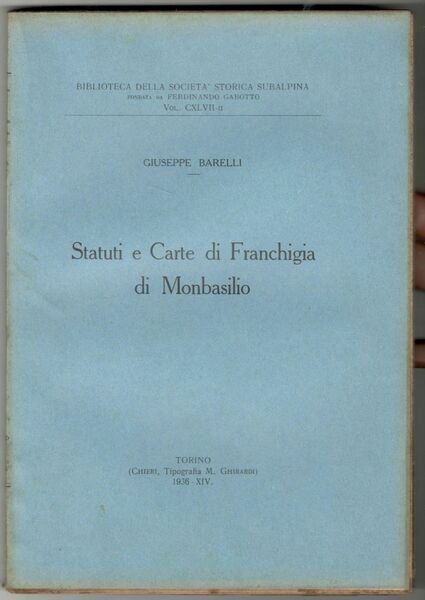 BIBLIOTECA DELLA SOCIETA' STORICA SUBALPINA
FONDATA DA FERDINANDO GABOTTO
VOL. CXLVII-II
GIUSEPPE BARELLI
Statuti e Carte di Franchigia
di Monbasilio
TORINO
(CHIERI, Tipografia M. GHIRARDI)
1936 - XIV.